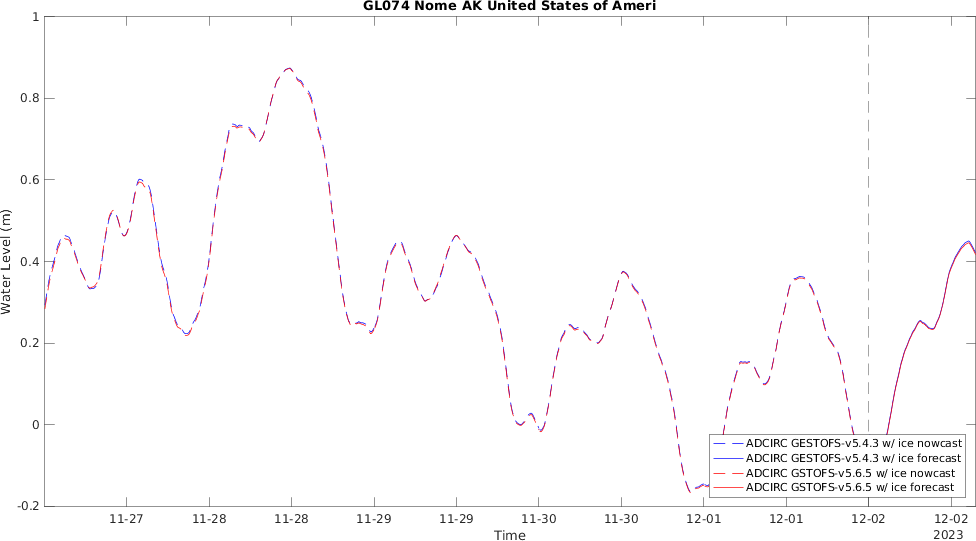 GL074 Nome AK United States of Ameri
1
0.8
0.6
0.4
0.2
0
-0.2
Water Level (m)
ADCIRC GESTOFS-v5.4.3 w/ ice nowcast
ADCIRC GESTOFS-v5.4.3 w/ ice forecast
ADCIRC GSTOFS-v5.6.5 w/ ice nowcast
ADCIRC GSTOFS-v5.6.5 w/ ice forecast
11-27 11-28 11-28 11-29 11-29 11-30 11-30 12-01 12-01 12-02 12-02
2023
Time